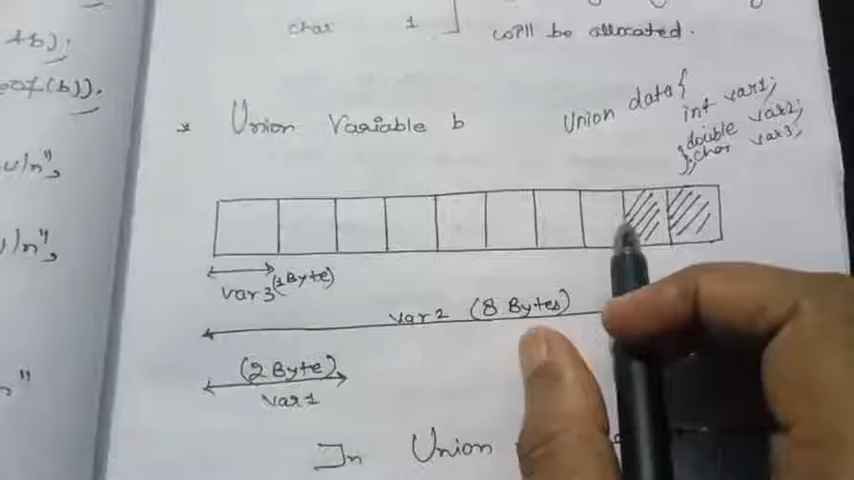 char 1
will be allocated.
+b);
eof(b)).
u/n",
u/n",
n"
* Union Variable b
Union data{
int var1;
double var2;
char var3;
};
var3 (1Byte)
var2 (8 Bytes)
(2 Byte)
var1
In Union